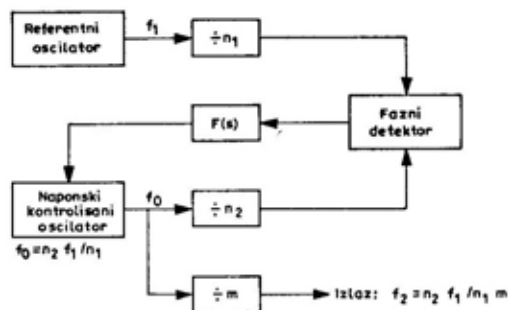 Referentni
oscilator
f₁
÷n₁
Fazni
detektor
F(s)
Naponski
kontrolisani
oscilator
f₀
÷n₂
f₀=n₂ f₁/n₁
÷m
Izlaz: f₂=n₂ f₁/n₁ m